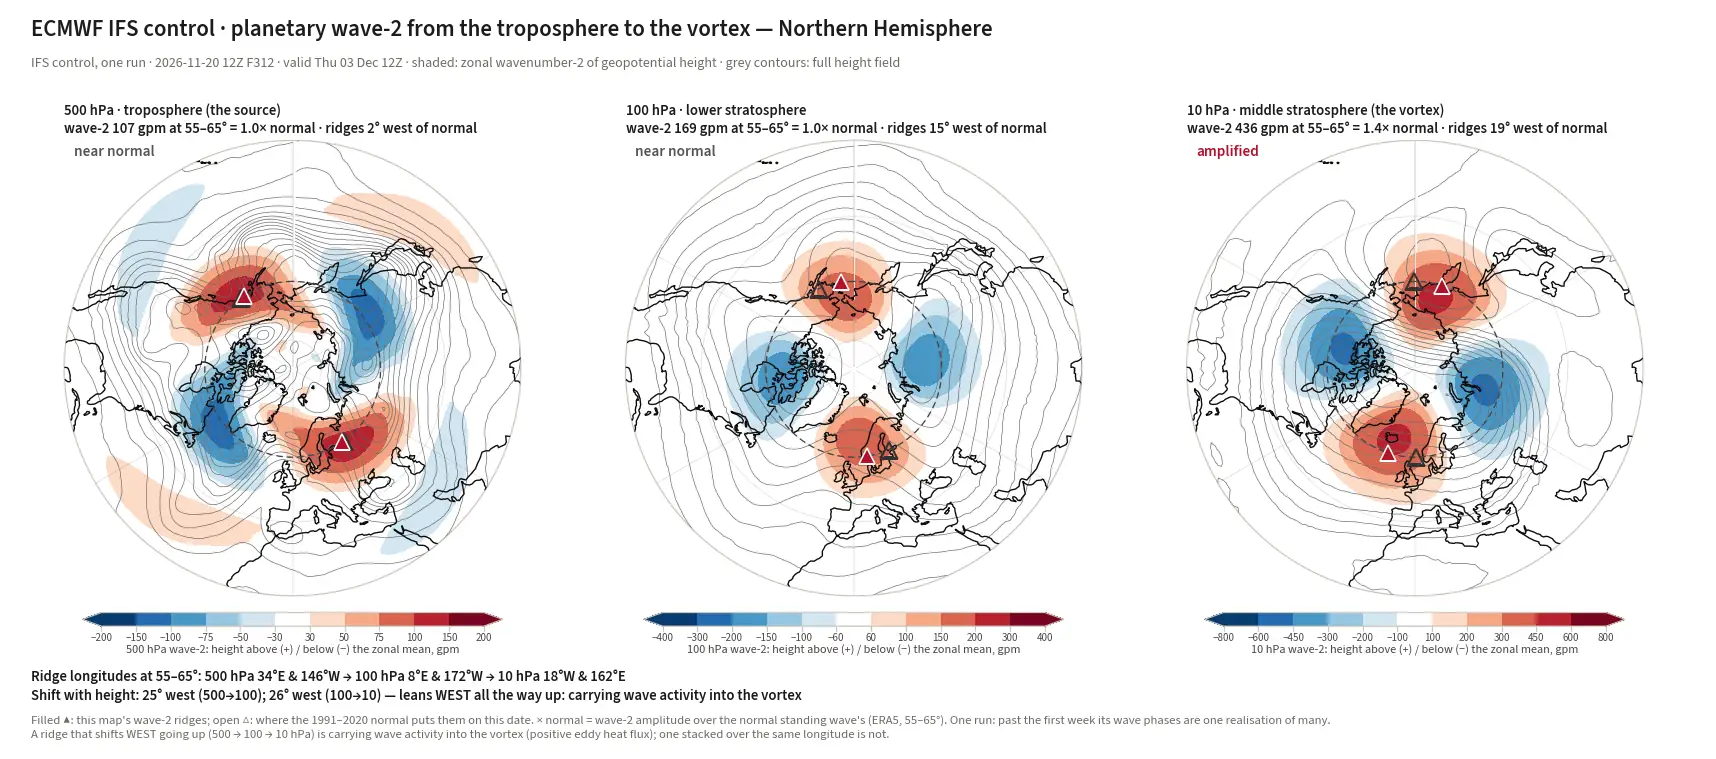 ECMWF IFS control · planetary wave-2 from the troposphere to the vortex — Northern Hemisphere
IFS control, one run · 2026-11-20 12Z F312 · valid Thu 03 Dec 12Z · shaded: zonal wavenumber-2 of geopotential height · grey contours: full height field
500 hPa · troposphere (the source)
wave-2 107 gpm at 55–65° = 1.0× normal · ridges 2° west of normal
near normal
−200 −150 −100 −75 −50 −30 30 50 75 100 150 200
500 hPa wave-2: height above (+) / below (−) the zonal mean, gpm
100 hPa · lower stratosphere
wave-2 169 gpm at 55–65° = 1.0× normal · ridges 15° west of normal
near normal
−400 −300 −200 −150 −100 −60 60 100 150 200 300 400
100 hPa wave-2: height above (+) / below (−) the zonal mean, gpm
10 hPa · middle stratosphere (the vortex)
wave-2 436 gpm at 55–65° = 1.4× normal · ridges 19° west of normal
amplified
−800 −600 −450 −300 −200 −100 100 200 300 450 600 800
10 hPa wave-2: height above (+) / below (−) the zonal mean, gpm
Ridge longitudes at 55–65°: 500 hPa 34°E & 146°W → 100 hPa 8°E & 172°W → 10 hPa 18°W & 162°E
Shift with height: 25° west (500→100); 26° west (100→10) — leans WEST all the way up: carrying wave activity into the vortex
Filled ▲: this map's wave-2 ridges; open △: where the 1991–2020 normal puts them on this date. × normal = wave-2 amplitude over the normal standing wave's (ERA5, 55–65°). One run: past the first week its wave phases are one realisation of many.
A ridge that shifts WEST going up (500 → 100 → 10 hPa) is carrying wave activity into the vortex (positive eddy heat flux); one stacked over the same longitude is not.